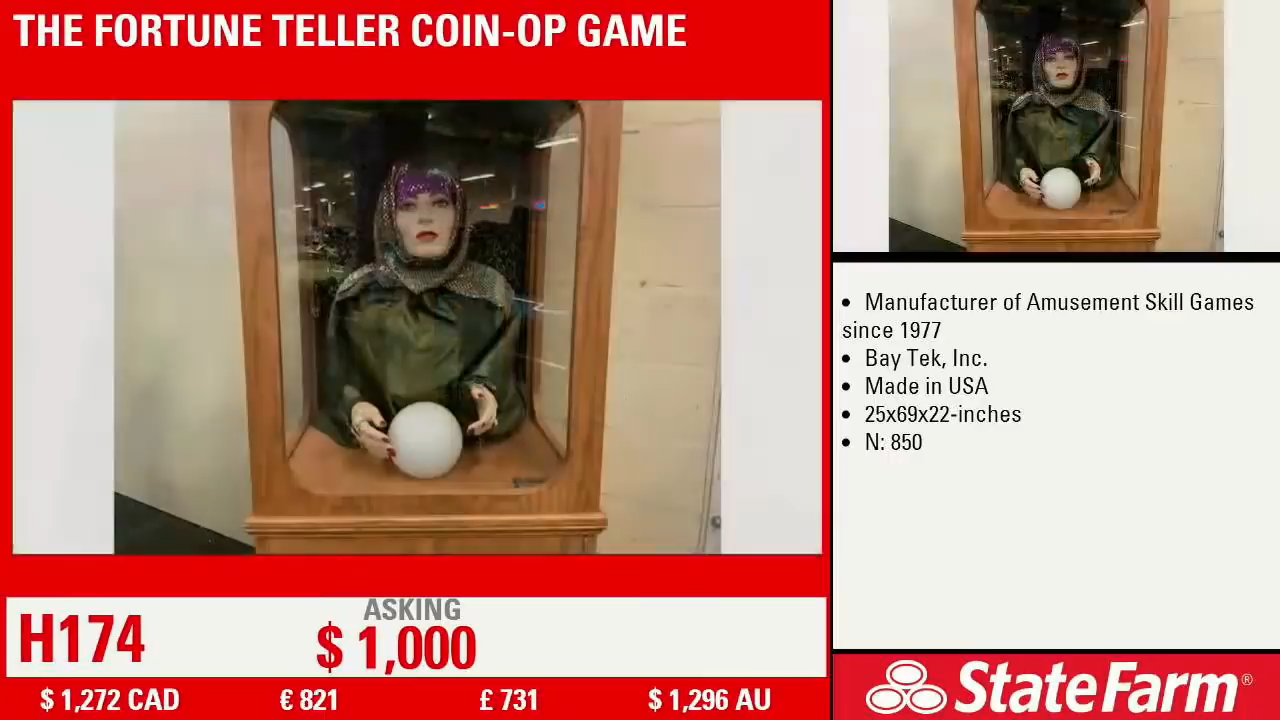 THE FORTUNE TELLER COIN-OP GAME
• Manufacturer of Amusement Skill Games
since 1977
• Bay Tek, Inc.
• Made in USA
• 25x69x22-inches
• N: 850
H174
ASKING
$ 1,000
$ 1,272 CAD € 821 £ 731 $ 1,296 AU
StateFarm®